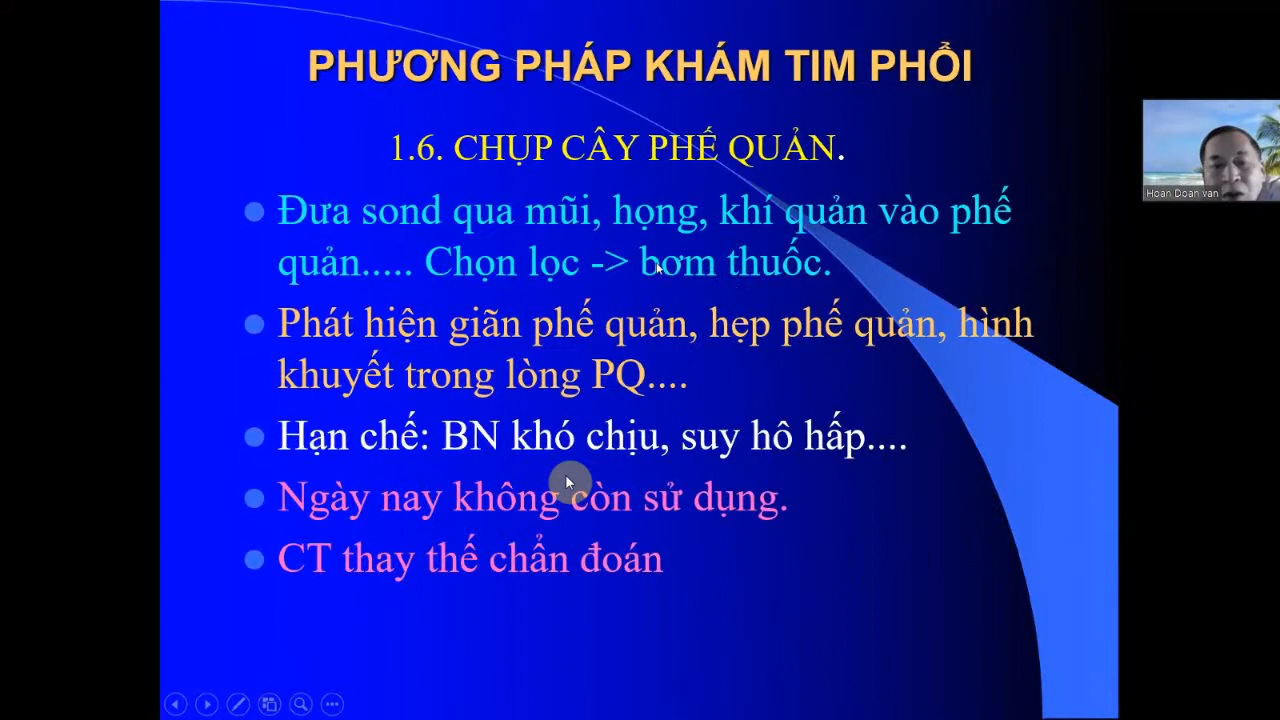 PHƯƠNG PHÁP KHÁM TIM PHỔI
1.6. CHỤP CÂY PHẾ QUẢN.
Đưa sond qua mũi, họng, khí quản vào phế
quản..... Chọn lọc -> bơm thuốc.
Phát hiện giãn phế quản, hẹp phế quản, hình
khuyết trong lòng PQ....
Hạn chế: BN khó chịu, suy hô hấp....
Ngày nay không còn sử dụng.
CT thay thế chẩn đoán
Hoan Doan van